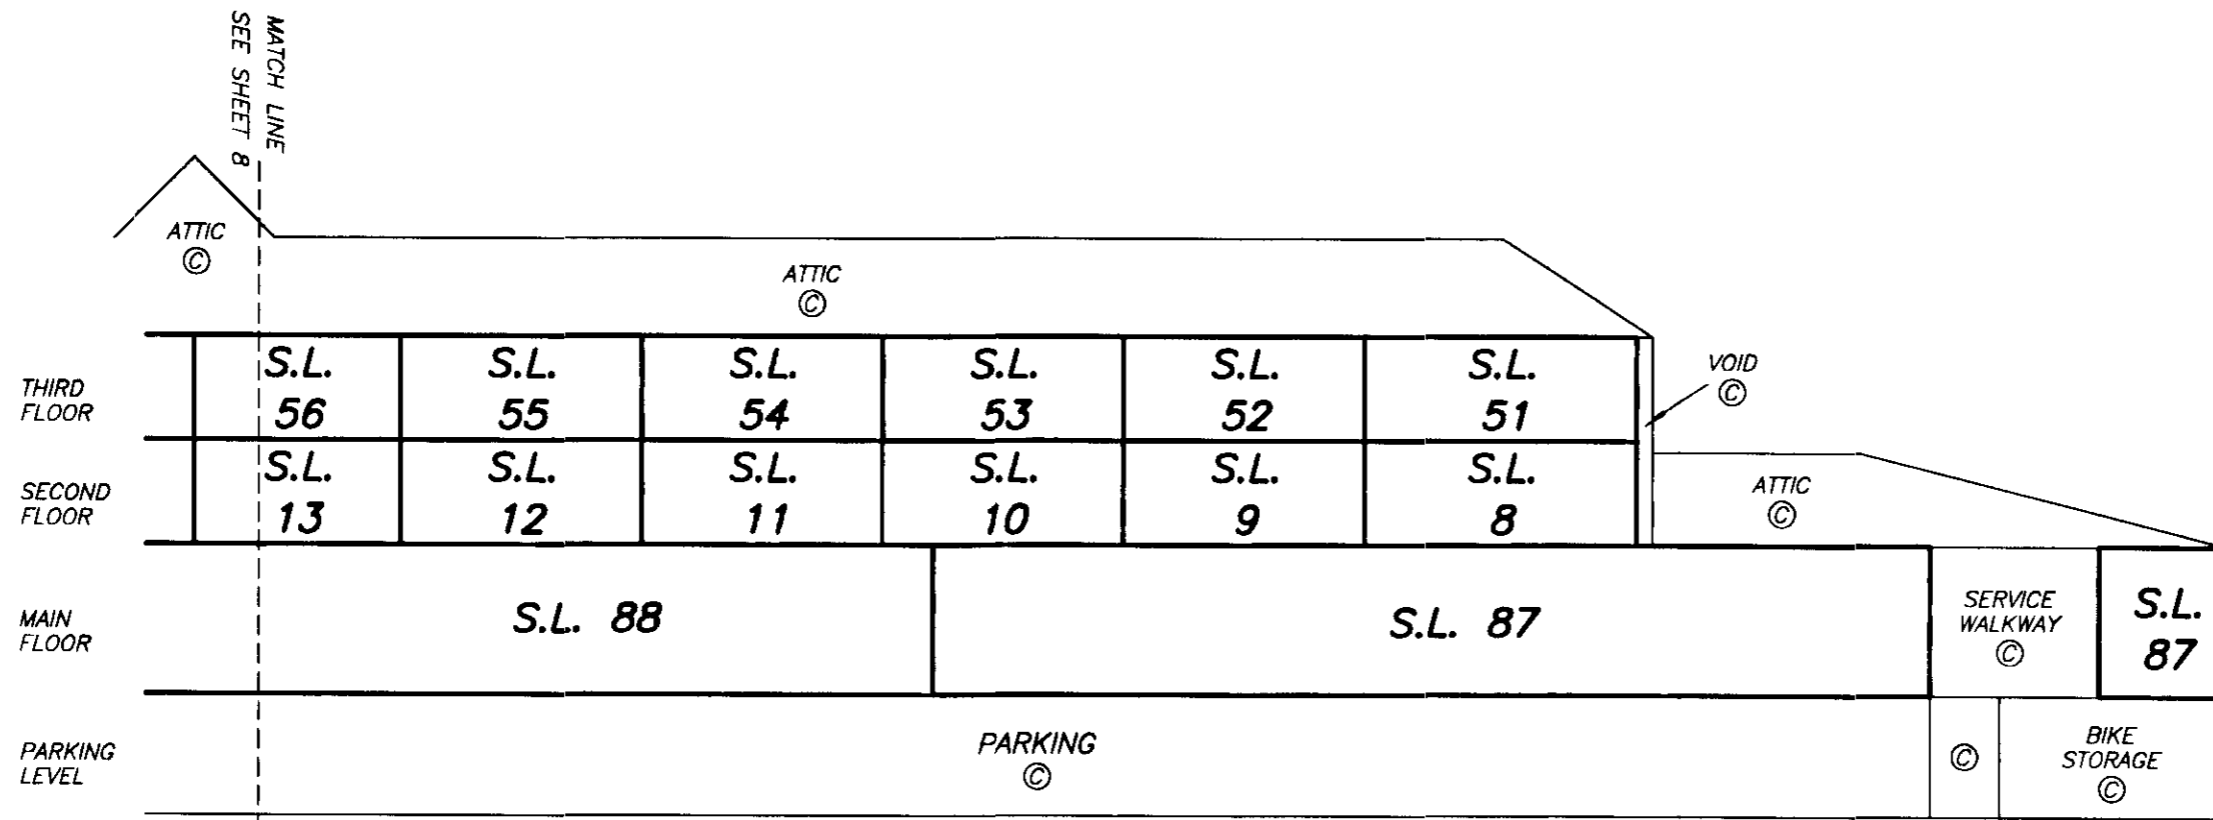 MATCH LINE
SEE SHEET 8
ATTIC
©
ATTIC
©
THIRD
FLOOR
S.L.
56
S.L.
55
S.L.
54
S.L.
53
S.L.
52
S.L.
51
VOID
©
SECOND
FLOOR
S.L.
13
S.L.
12
S.L.
11
S.L.
10
S.L.
9
S.L.
8
ATTIC
©
MAIN
FLOOR
S.L. 88
S.L. 87
SERVICE
WALKWAY
©
S.L.
87
PARKING
LEVEL
PARKING
©
©
BIKE
STORAGE
©